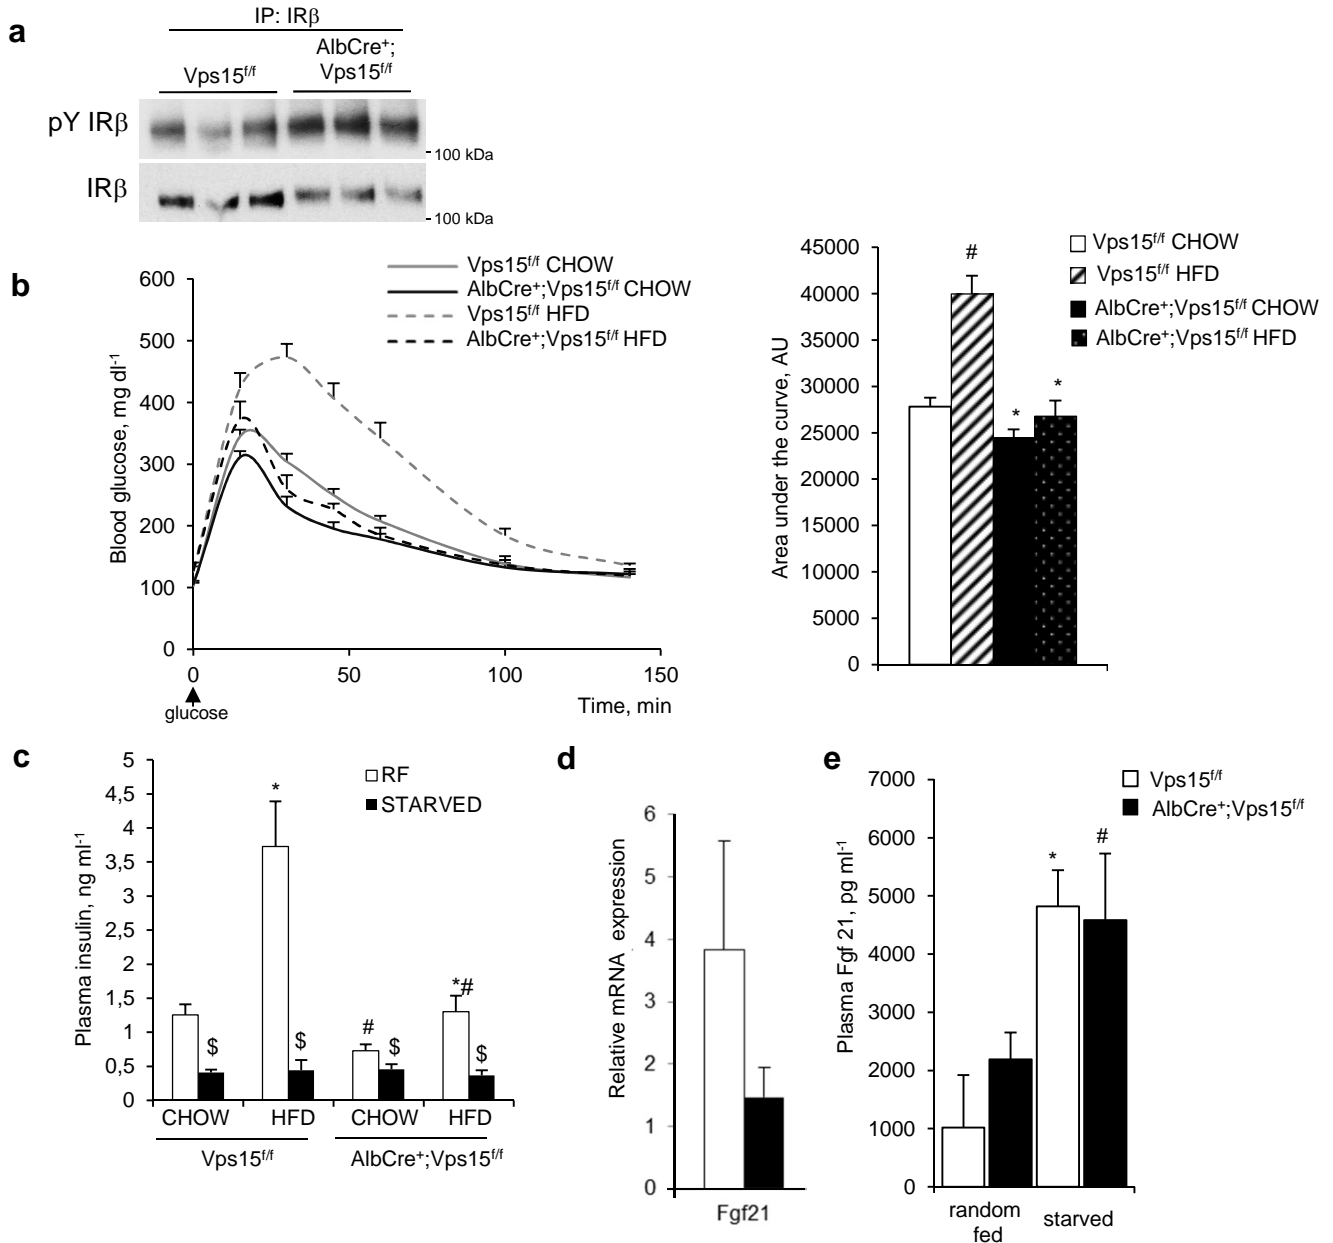 a
IP: IRβ
Vps15f/f
AlbCre+;
Vps15f/f
pY IRβ
100 kDa
IRβ
100 kDa
b
Vps15f/f CHOW
AlbCre+;Vps15f/f CHOW
Vps15f/f HFD
AlbCre+;Vps15f/f HFD
Blood glucose, mg dl-1
600
500
400
300
200
100
0
0 50 100 150
glucose
Time, min
Vps15f/f CHOW
Vps15f/f HFD
AlbCre+;Vps15f/f CHOW
AlbCre+;Vps15f/f HFD
Area under the curve, AU
45000
40000
35000
30000
25000
20000
15000
10000
5000
0
#
*
*
c
RF
STARVED
Plasma insulin, ng ml-1
5
4,5
4
3,5
3
2,5
2
1,5
1
0,5
0
*
$
$
#
$
*#
$
CHOW HFD CHOW HFD
Vps15f/f AlbCre+;Vps15f/f
d
Relative mRNA expression
6
5
4
3
2
1
0
Fgf21
e
Vps15f/f
AlbCre+;Vps15f/f
Plasma Fgf 21, pg ml-1
7000
6000
5000
4000
3000
2000
1000
0
*
#
random
fed
starved